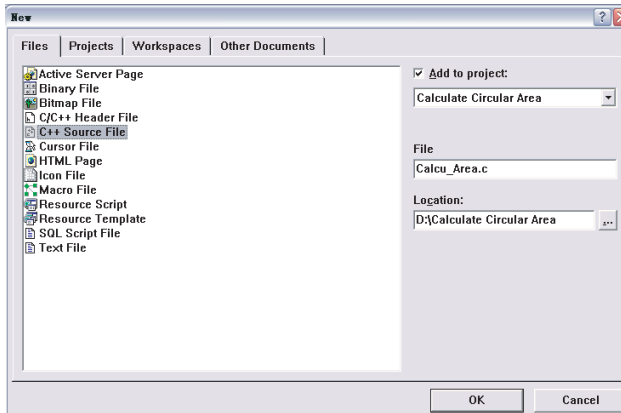 New
Files Projects Workspaces Other Documents
Active Server Page
Binary File
Bitmap File
C/C++ Header File
C++ Source File
Cursor File
HTML Page
Icon File
Macro File
Resource Script
Resource Template
SQL Script File
Text File
Add to project:
Calculate Circular Area
File
Calcu_Area.c
Location:
D:\Calculate Circular Area
...
OK Cancel